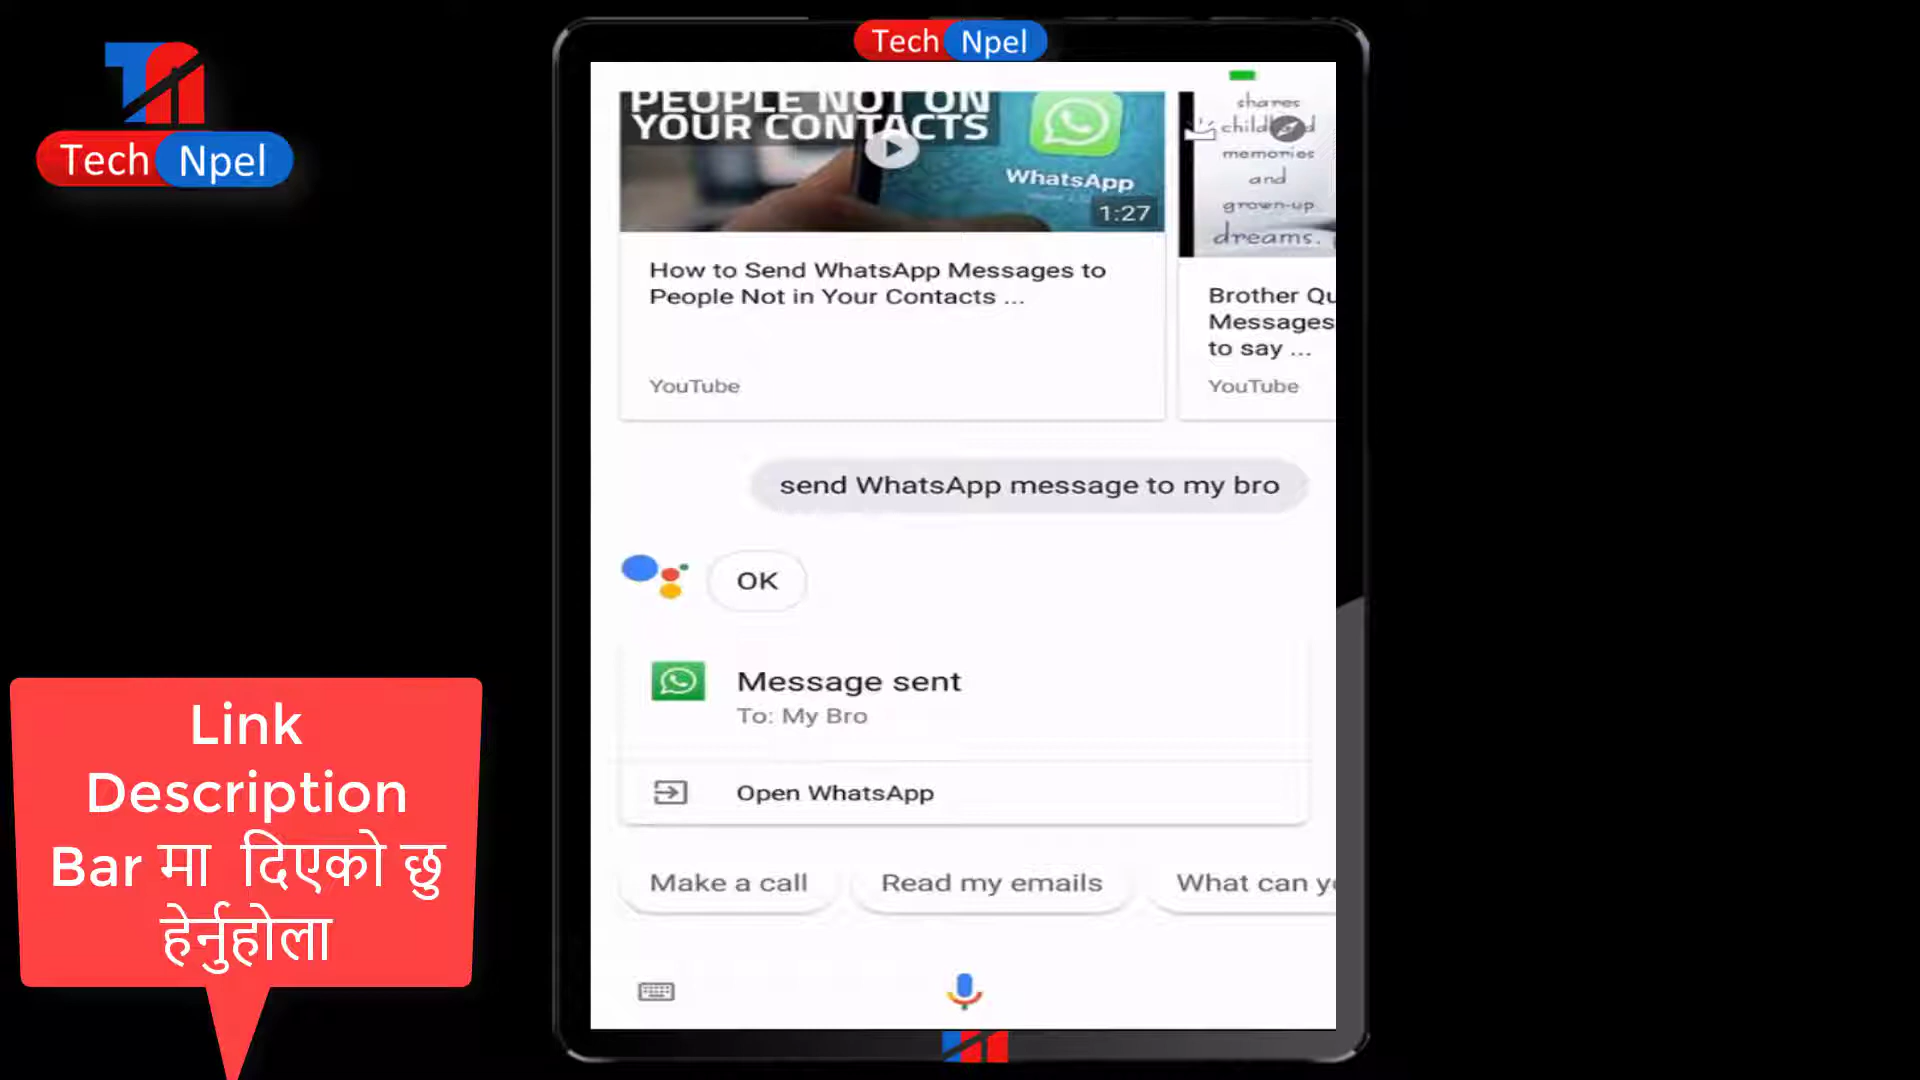 Tech Npel
Tech Npel
PEOPLE NOT ON
YOUR CONTACTS
WhatsApp
1:27
How to Send WhatsApp Messages to
People Not in Your Contacts ...
YouTube
shares
memories
and
grown-up
dreams.
Brother Qu
Messages
to say ...
YouTube
send WhatsApp message to my bro
OK
Message sent
To: My Bro
Open WhatsApp
Make a call
Read my emails
What can yo
Link
Description
Bar मा दिएको छु
हेर्नुहोला